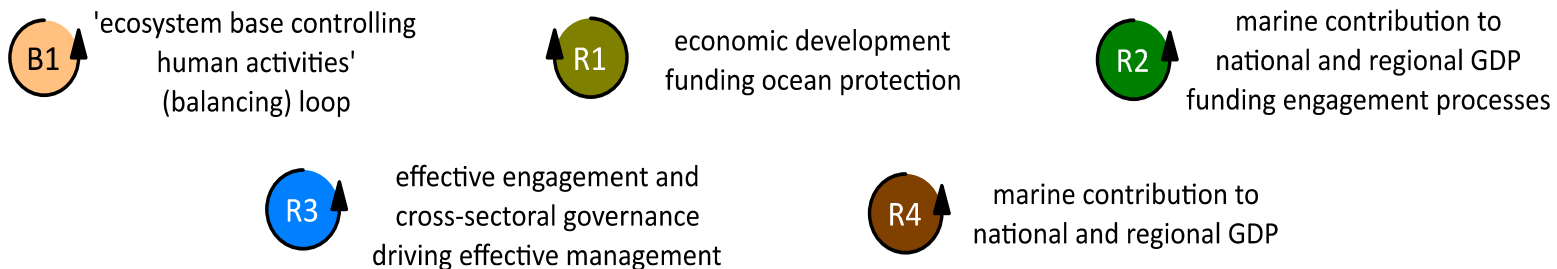 B1
'ecosystem base controlling
human activities'
(balancing) loop
R1
economic development
funding ocean protection
R2
marine contribution to
national and regional GDP
funding engagement processes
R3
effective engagement and
cross-sectoral governance
driving effective management
R4
marine contribution to
national and regional GDP